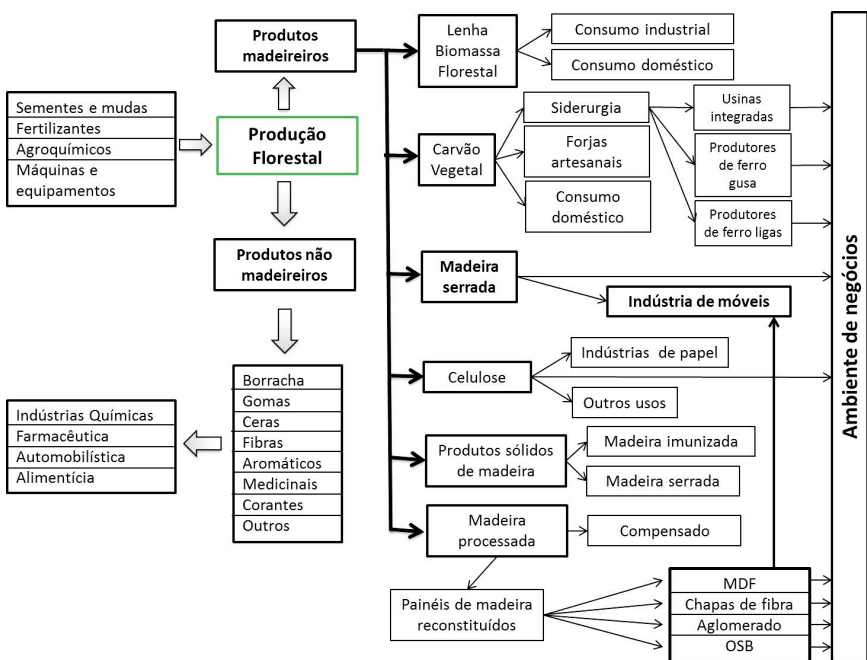 Produtos
madeireiros
Sementes e mudas
Fertilizantes
Agroquímicos
Máquinas e
equipamentos
Produção
Florestal
Produtos não
madeireiros
Borracha
Gomas
Ceras
Fibras
Aromáticos
Medicinais
Corantes
Outros
Indústrias Químicas
Farmacêutica
Automobilística
Alimentícia
Lenha
Biomassa
Florestal
Consumo industrial
Consumo doméstico
Carvão
Vegetal
Siderurgia
Forjas
artesanais
Consumo
doméstico
Usinas
integradas
Produtores
de ferro
gusa
Produtores
de ferro ligas
Madeira
serrada
Indústria de móveis
Celulose
Indústrias de papel
Outros usos
Produtos sólidos
de madeira
Madeira imunizada
Madeira serrada
Madeira
processada
Compensado
Painéis de madeira
reconstituídos
MDF
Chapas de fibra
Aglomerado
OSB
Ambiente de negócios